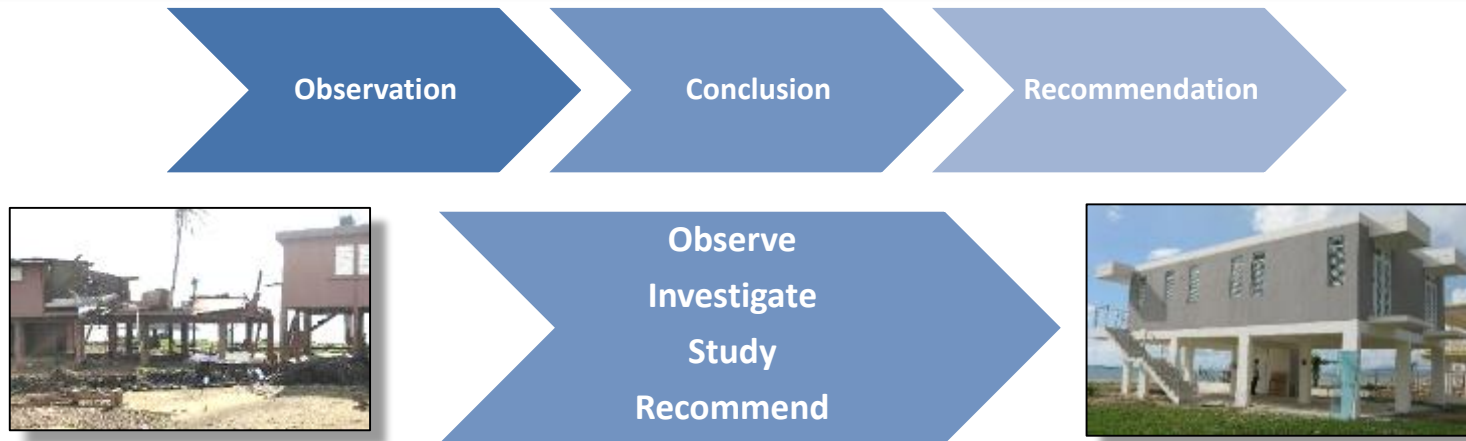 Observation
Conclusion
Recommendation
Observe
Investigate
Study
Recommend